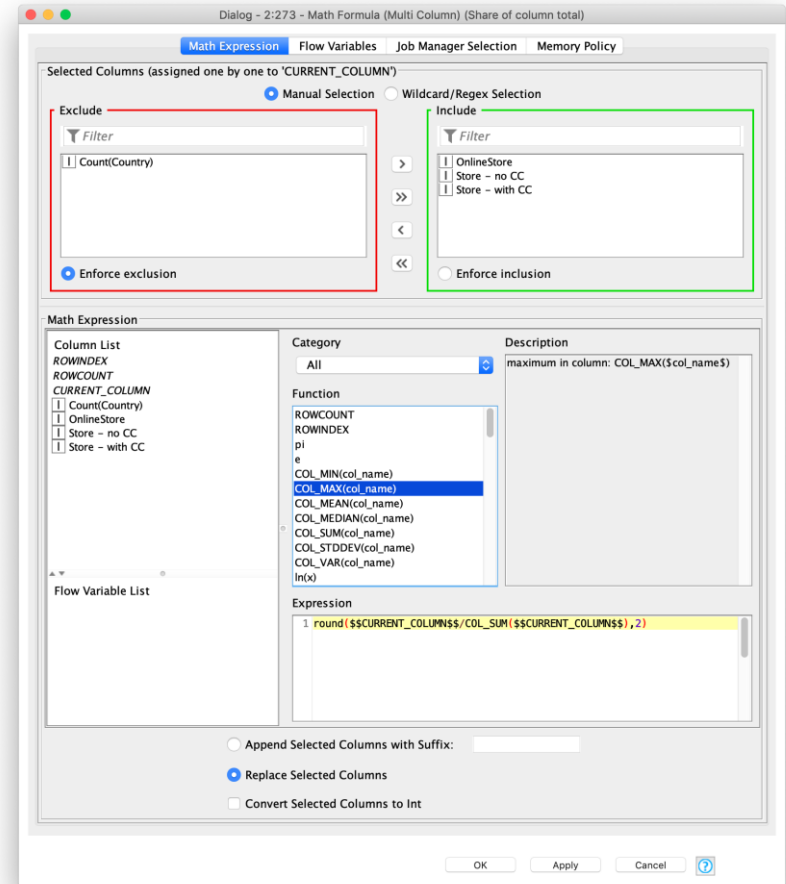 Dialog - 2:273 - Math Formula (Multi Column) (Share of column total)
Math Expression Flow Variables Job Manager Selection Memory Policy
Selected Columns (assigned one by one to 'CURRENT_COLUMN')
Manual Selection Wildcard/Regex Selection
Exclude
Filter
I Count(Country)
Enforce exclusion
>
>>
<
<<
Include
Filter
I OnlineStore
I Store - no CC
I Store - with CC
Enforce inclusion
Math Expression
Column List
ROWINDEX
ROWCOUNT
CURRENT_COLUMN
I Count(Country)
I OnlineStore
I Store - no CC
I Store - with CC
Flow Variable List
Category
All
Function
ROWCOUNT
ROWINDEX
pi
e
COL_MIN(col_name)
COL_MAX(col_name)
COL_MEAN(col_name)
COL_MEDIAN(col_name)
COL_SUM(col_name)
COL_STDDEV(col_name)
COL_VAR(col_name)
ln(x)
Description
maximum in column: COL_MAX($col_name$)
Expression
1 round($$CURRENT_COLUMN$$/COL_SUM($$CURRENT_COLUMN$$),2)
Append Selected Columns with Suffix:
Replace Selected Columns
Convert Selected Columns to Int
OK Apply Cancel ?